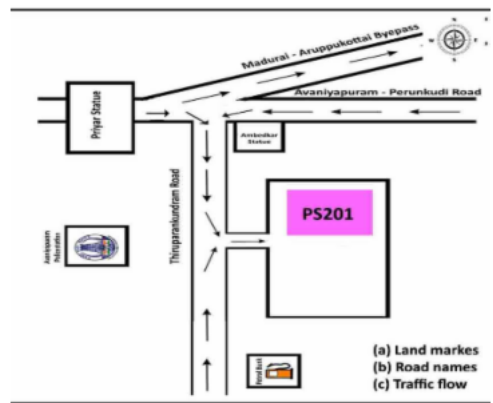 Madurai - Aruppukottai Byepass
N
W
E
S
Avaniyapuram - Perunkudi Road
Priyar Statue
Ambedkar
Statue
Thiruparankundram Road
PS201
(a) Land markes
(b) Road names
(c) Traffic flow